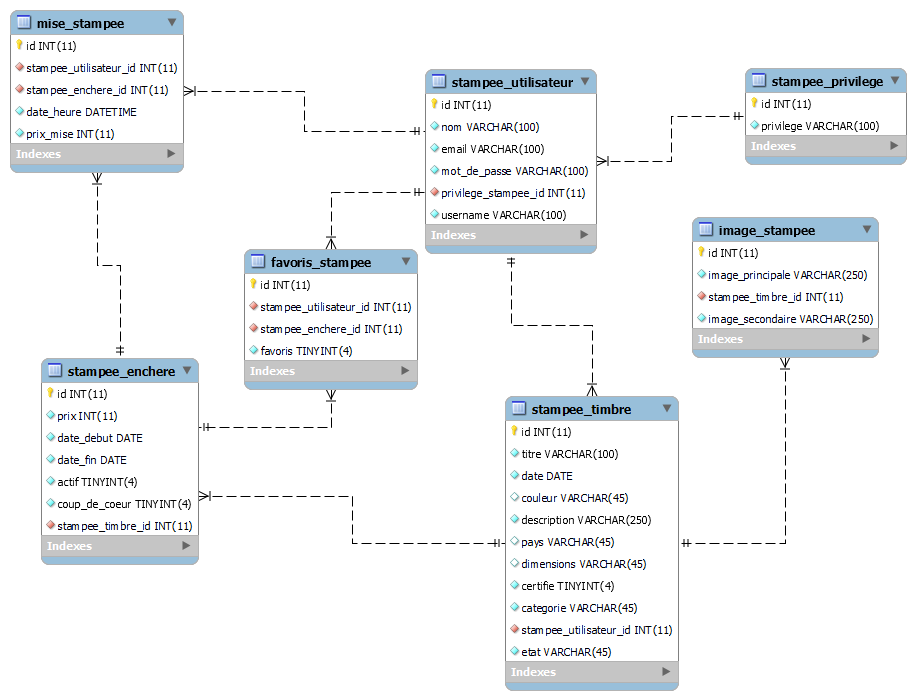 mise_stampee
id INT(11)
stampee_utilisateur_id INT(11)
stampee_enchere_id INT(11)
date_heure DATETIME
prix_mise INT(11)
Indexes
stampee_utilisateur
id INT(11)
nom VARCHAR(100)
email VARCHAR(100)
mot_de_passe VARCHAR(100)
privilege_stampee_id INT(11)
username VARCHAR(100)
Indexes
stampee_privilege
id INT(11)
privilege VARCHAR(100)
Indexes
favoris_stampee
id INT(11)
stampee_utilisateur_id INT(11)
stampee_enchere_id INT(11)
favoris TINYINT(4)
Indexes
image_stampee
id INT(11)
image_principale VARCHAR(250)
stampee_timbre_id INT(11)
image_secondaire VARCHAR(250)
Indexes
stampee_enchere
id INT(11)
prix INT(11)
date_debut DATE
date_fin DATE
actif TINYINT(4)
coup_de_coeur TINYINT(4)
stampee_timbre_id INT(11)
Indexes
stampee_timbre
id INT(11)
titre VARCHAR(100)
date DATE
couleur VARCHAR(45)
description VARCHAR(250)
pays VARCHAR(45)
dimensions VARCHAR(45)
certifie TINYINT(4)
categorie VARCHAR(45)
stampee_utilisateur_id INT(11)
etat VARCHAR(45)
Indexes